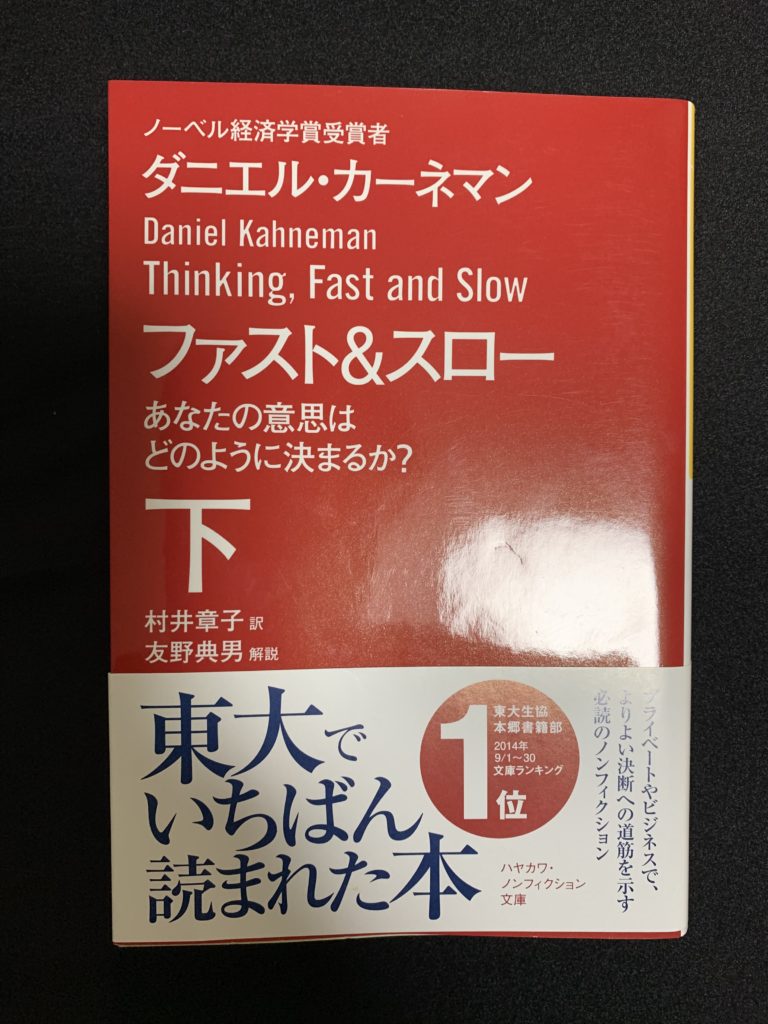 ノーベル経済学賞受賞者
ダニエル・カーネマン
Daniel Kahneman
Thinking, Fast and Slow
ファスト&スロー
あなたの意思は
どのように決まるか?
下
村井章子 訳
友野典男 解説
東大で
いちばん
読まれた本
1位
東大生協
本郷書籍部
2014年
9/1〜30
文庫ランキング
プライベートやビジネスで、
よりよい決断への道筋を示す
必読のノンフィクション
ハヤカワ・
ノンフィクション
文庫